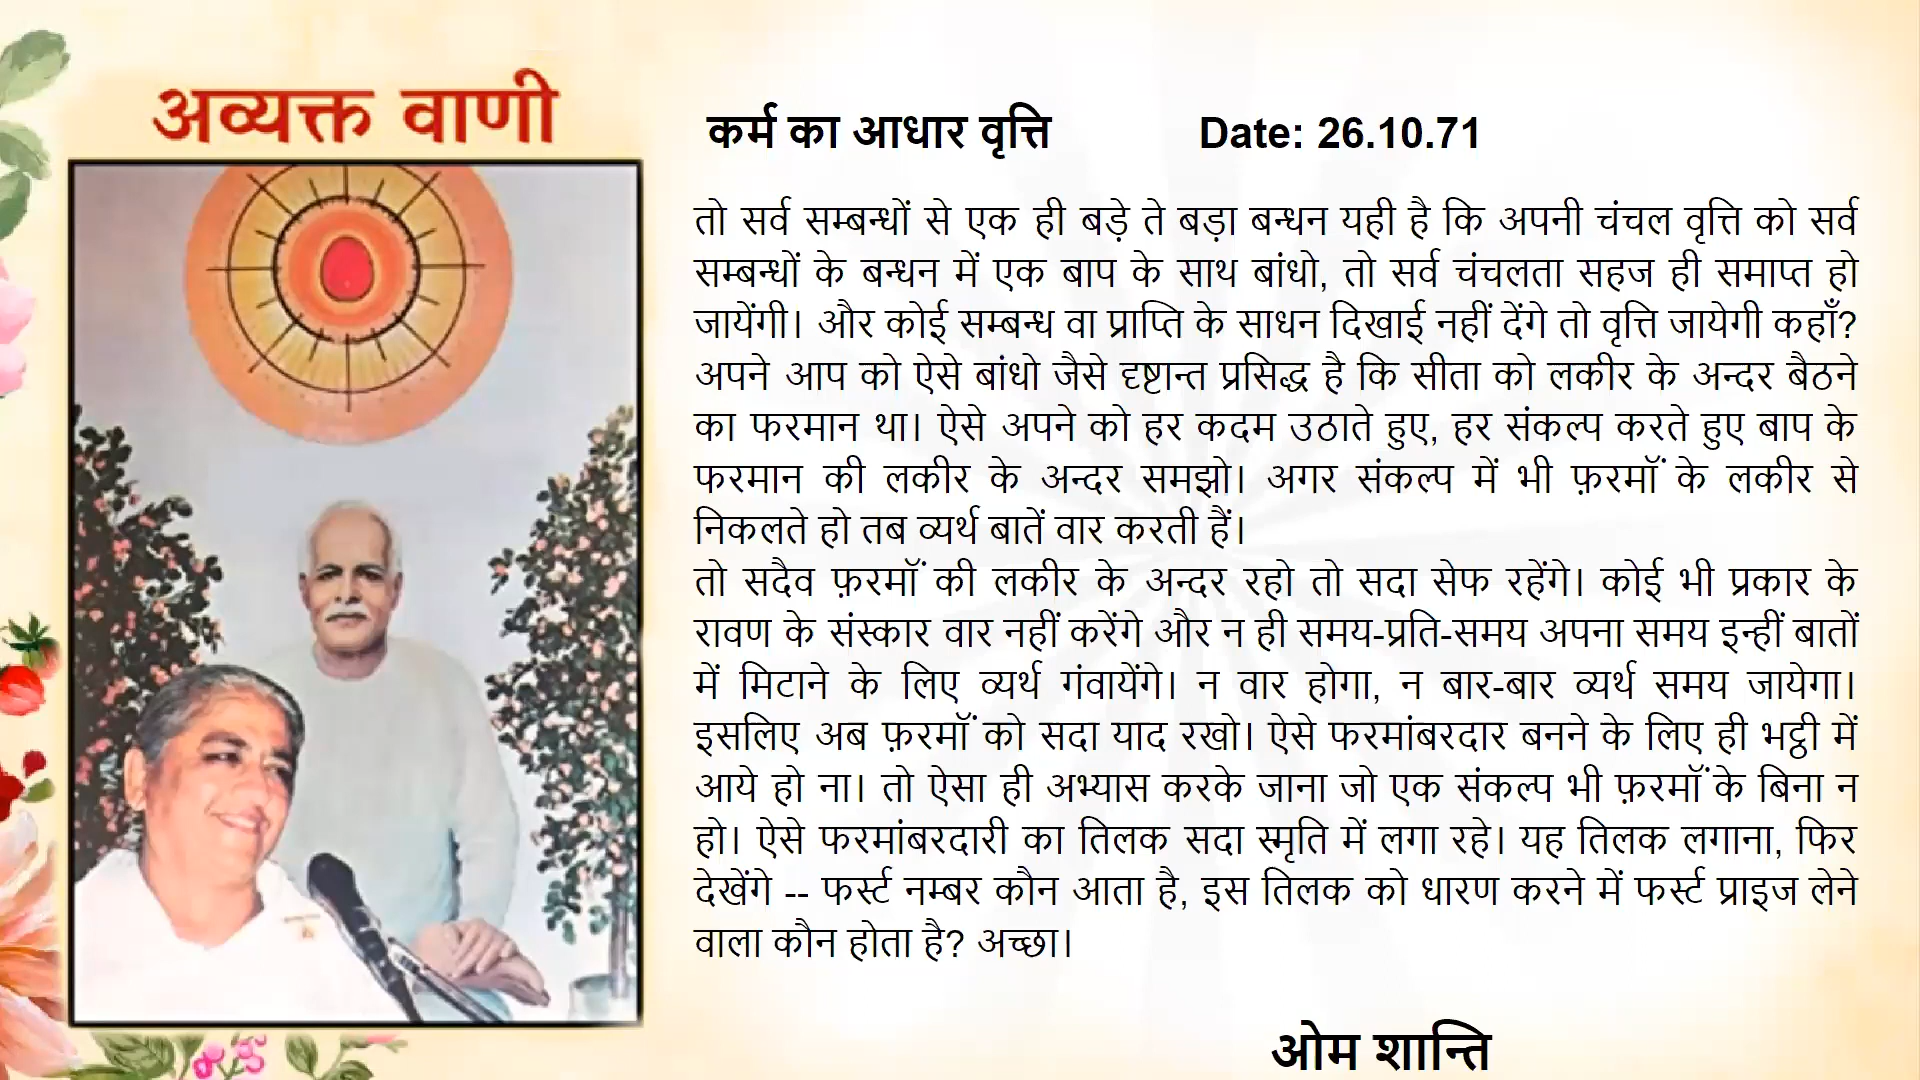 अव्यक्त वाणी
कर्म का आधार वृत्ति Date: 26.10.71
तो सर्व सम्बन्धों से एक ही बड़े ते बड़ा बन्धन यही है कि अपनी चंचल वृत्ति को सर्व
सम्बन्धों के बन्धन में एक बाप के साथ बांधो, तो सर्व चंचलता सहज ही समाप्त हो
जायेंगी। और कोई सम्बन्ध वा प्राप्ति के साधन दिखाई नहीं देंगे तो वृत्ति जायेगी कहाँ?
अपने आप को ऐसे बांधो जैसे दृष्टान्त प्रसिद्ध है कि सीता को लकीर के अन्दर बैठने
का फरमान था। ऐसे अपने को हर कदम उठाते हुए, हर संकल्प करते हुए बाप के
फरमान की लकीर के अन्दर समझो। अगर संकल्प में भी फ़रमॉं के लकीर से
निकलते हो तब व्यर्थ बातें वार करती हैं।
तो सदैव फ़रमॉं की लकीर के अन्दर रहो तो सदा सेफ रहेंगे। कोई भी प्रकार के
रावण के संस्कार वार नहीं करेंगे और न ही समय-प्रति-समय अपना समय इन्हीं बातों
में मिटाने के लिए व्यर्थ गंवायेंगे। न वार होगा, न बार-बार व्यर्थ समय जायेगा।
इसलिए अब फ़रमॉं को सदा याद रखो। ऐसे फरमांबरदार बनने के लिए ही भट्ठी में
आये हो ना। तो ऐसा ही अभ्यास करके जाना जो एक संकल्प भी फ़रमॉं के बिना न
हो। ऐसे फरमांबरदारी का तिलक सदा स्मृति में लगा रहे। यह तिलक लगाना, फिर
देखेंगे -- फर्स्ट नम्बर कौन आता है, इस तिलक को धारण करने में फर्स्ट प्राइज लेने
वाला कौन होता है? अच्छा।
ओम शान्ति